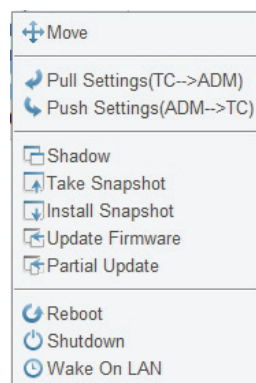 Move
Pull Settings(TC-->ADM)
Push Settings(ADM-->TC)
Shadow
Take Snapshot
Install Snapshot
Update Firmware
Partial Update
Reboot
Shutdown
Wake On LAN